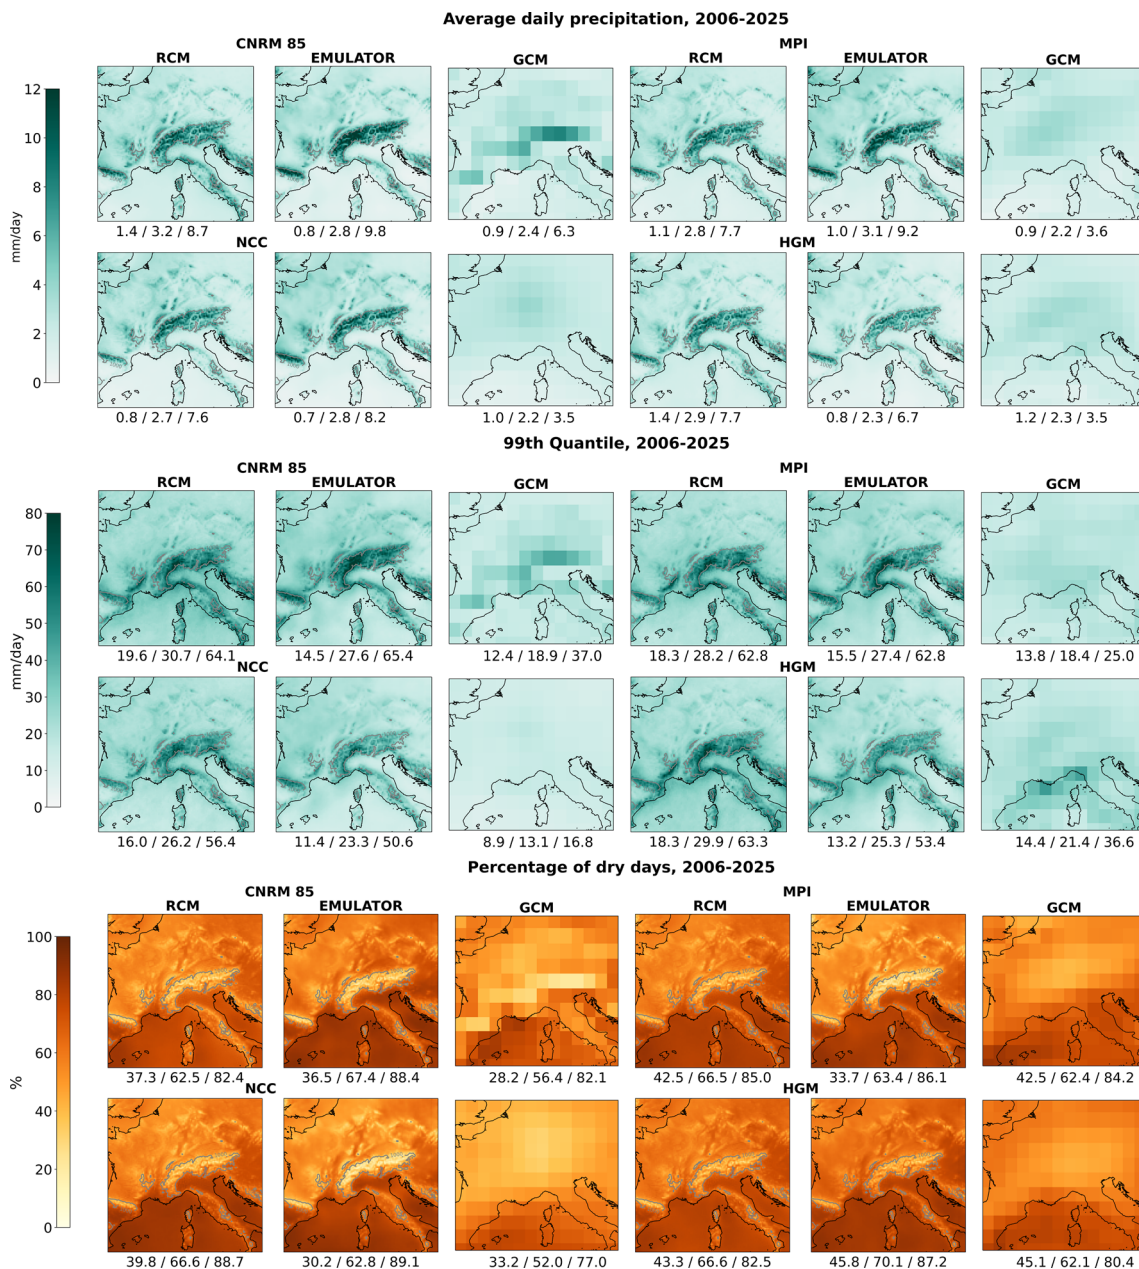 Average daily precipitation, 2006-2025
CNRM 85 MPI
RCM EMULATOR GCM RCM EMULATOR GCM
12
10
8
6
4
2
0
mm/day
1.4 / 3.2 / 8.7 0.8 / 2.8 / 9.8 0.9 / 2.4 / 6.3 1.1 / 2.8 / 7.7 1.0 / 3.1 / 9.2 0.9 / 2.2 / 3.6
NCC HGM
0.8 / 2.7 / 7.6 0.7 / 2.8 / 8.2 1.0 / 2.2 / 3.5 1.4 / 2.9 / 7.7 0.8 / 2.3 / 6.7 1.2 / 2.3 / 3.5
99th Quantile, 2006-2025
CNRM 85 MPI
RCM EMULATOR GCM RCM EMULATOR GCM
80
70
60
50
40
30
20
10
0
mm/day
19.6 / 30.7 / 64.1 14.5 / 27.6 / 65.4 12.4 / 18.9 / 37.0 18.3 / 28.2 / 62.8 15.5 / 27.4 / 62.8 13.8 / 18.4 / 25.0
NCC HGM
16.0 / 26.2 / 56.4 11.4 / 23.3 / 50.6 8.9 / 13.1 / 16.8 18.3 / 29.9 / 63.3 13.2 / 25.3 / 53.4 14.4 / 21.4 / 36.6
Percentage of dry days, 2006-2025
CNRM 85 MPI
RCM EMULATOR GCM RCM EMULATOR GCM
100
80
60
40
20
0
%
37.3 / 62.5 / 82.4 36.5 / 67.4 / 88.4 28.2 / 56.4 / 82.1 42.5 / 66.5 / 85.0 33.7 / 63.4 / 86.1 42.5 / 62.4 / 84.2
NCC HGM
39.8 / 66.6 / 88.7 30.2 / 62.8 / 89.1 33.2 / 52.0 / 77.0 43.3 / 66.6 / 82.5 45.8 / 70.1 / 87.2 45.1 / 62.1 / 80.4